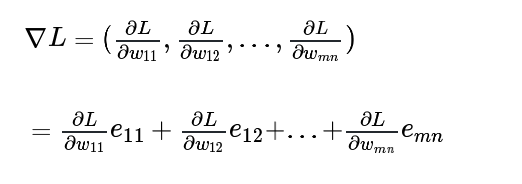 ∇L = (∂L/∂w₁₁, ∂L/∂w₁₂, …, ∂L/∂wₘₙ)
= ∂L/∂w₁₁ e₁₁ + ∂L/∂w₁₂ e₁₂ + … + ∂L/∂wₘₙ eₘₙ